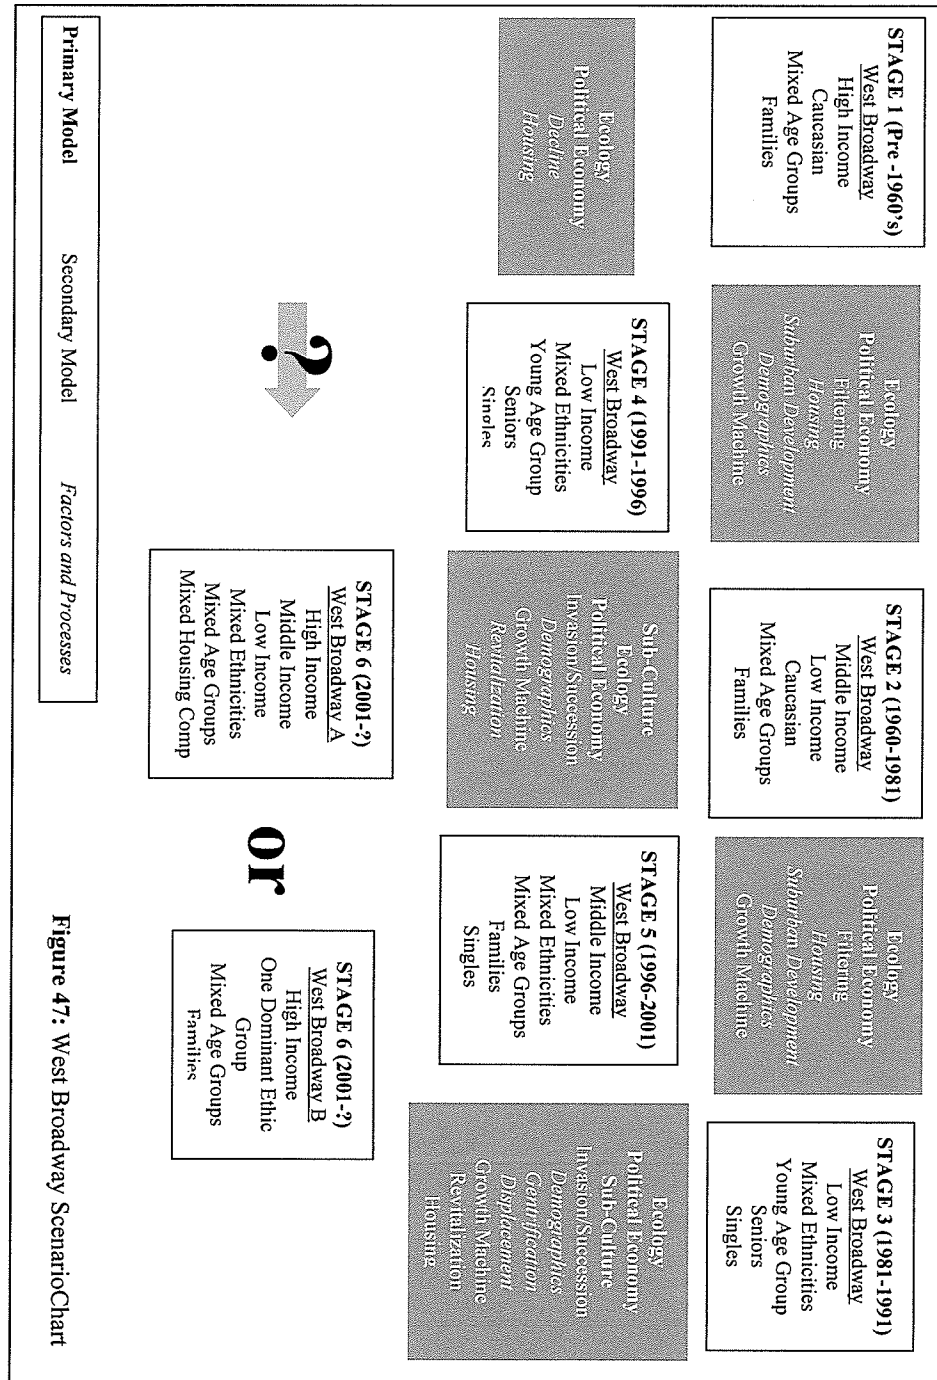 STAGE 1 (Pre -1960's)
West Broadway
High Income
Caucasian
Mixed Age Groups
Families
Ecology
Political Economy
Filtering
Housing
Suburban Development
Demographics
Growth Machine
STAGE 2 (1960-1981)
West Broadway
Middle Income
Low Income
Caucasian
Mixed Age Groups
Families
Ecology
Political Economy
Filtering
Housing
Suburban Development
Demographics
Growth Machine
STAGE 3 (1981-1991)
West Broadway
Low Income
Mixed Ethnicities
Young Age Group
Seniors
Singles
Ecology
Political Economy
Decline
Housing
STAGE 4 (1991-1996)
West Broadway
Low Income
Mixed Ethnicities
Young Age Group
Seniors
Singles
Sub-Culture
Ecology
Political Economy
Invasion/Succession
Demographics
Growth Machine
Revitalization
Housing
STAGE 5 (1996-2001)
West Broadway
Middle Income
Low Income
Mixed Ethnicities
Mixed Age Groups
Families
Singles
Ecology
Political Economy
Sub-Culture
Invasion/Succession
Demographics
Gentrification
Displacement
Growth Machine
Revitalization
Housing
?
STAGE 6 (2001-?)
West Broadway A
High Income
Middle Income
Low Income
Mixed Ethnicities
Mixed Age Groups
Mixed Housing Comp
or
STAGE 6 (2001-?)
West Broadway B
High Income
One Dominant Ethic
Group
Mixed Age Groups
Families
Primary Model Secondary Model Factors and Processes
Figure 47: West Broadway ScenarioChart